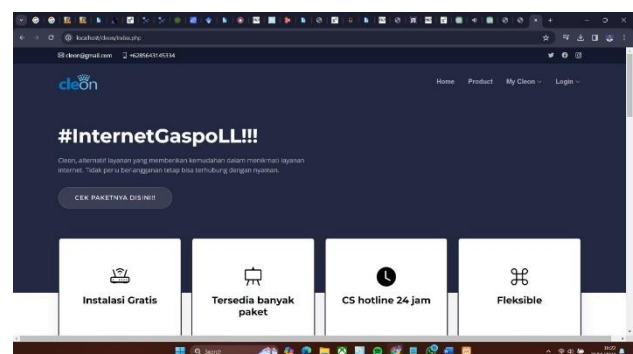 localhost/cleon/index.php
cleon@gmail.com +6285643145334
cleon
Home Product My Cleon Login
#InternetGaspoLL!!!
Cleon, alternatif layanan yang memberikan kemudahan dalam menikmati layanan
internet. Tidak perlu berlangganan tetap bisa terhubung dengan nyaman.
CEK PAKETNYA DISINI!!
Instalasi Gratis
Tersedia banyak
paket
CS hotline 24 jam
Fleksible
Search